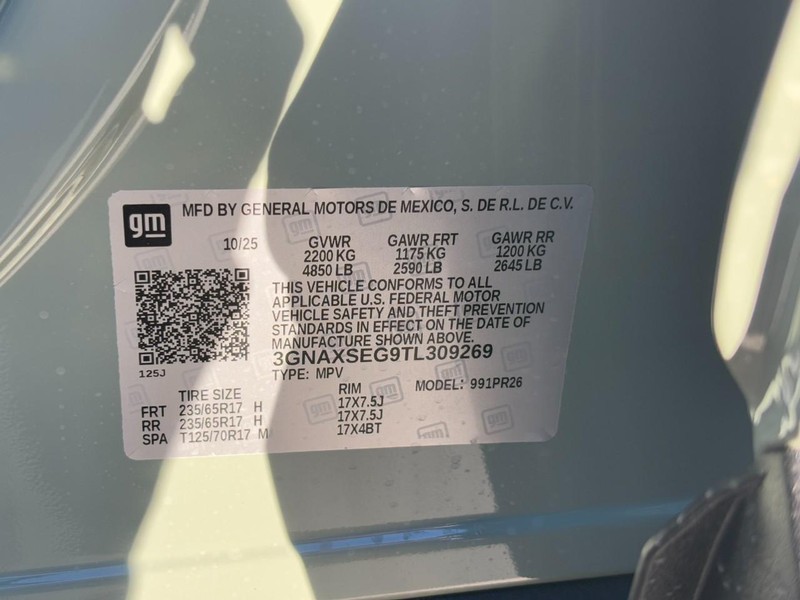 gm MFD BY GENERAL MOTORS DE MEXICO, S. DE R.L. DE C.V.
10/25 GVWR GAWR FRT GAWR RR
2200 KG 1175 KG 1200 KG
4850 LB 2590 LB 2645 LB
THIS VEHICLE CONFORMS TO ALL
APPLICABLE U.S. FEDERAL MOTOR
VEHICLE SAFETY AND THEFT PREVENTION
STANDARDS IN EFFECT ON THE DATE OF
MANUFACTURE SHOWN ABOVE.
3GNAXSEG9TL309269
125J TYPE: MPV MODEL: 991PR26
TIRE SIZE RIM
FRT 235/65R17 H 17X7.5J
RR 235/65R17 H 17X7.5J
SPA T125/70R17 M 17X4BT